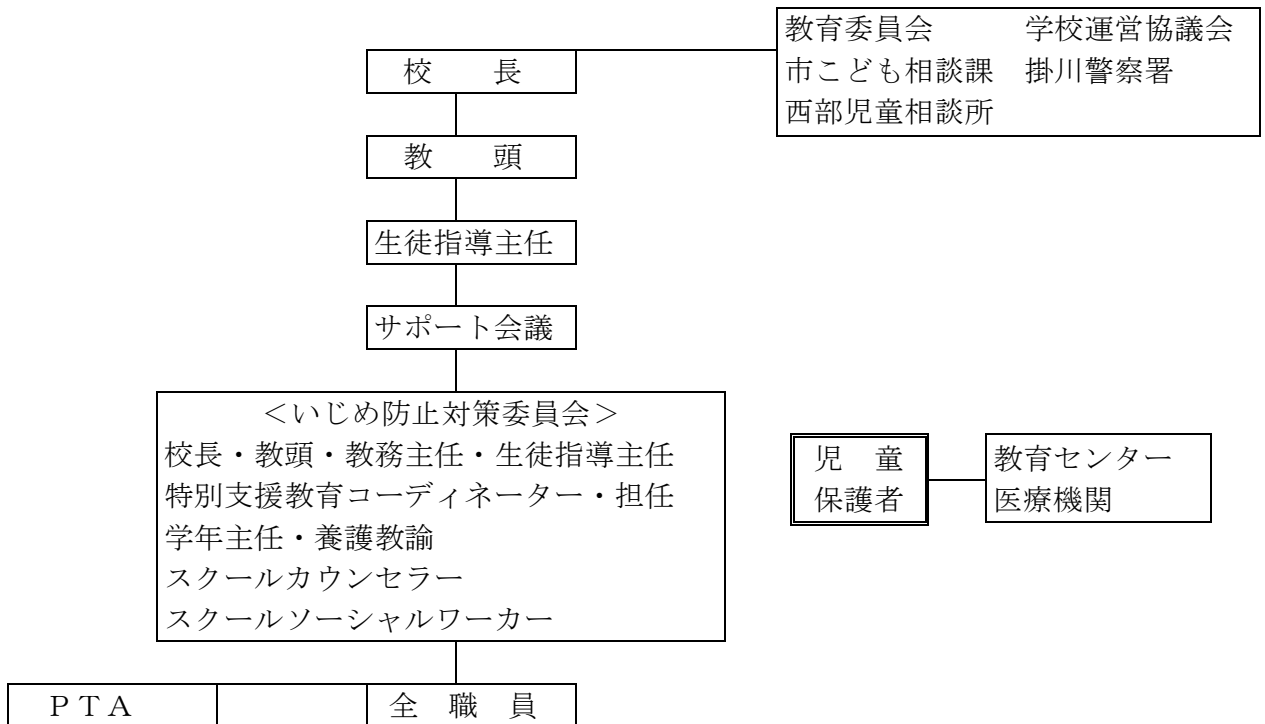 教育委員会　　学校運営協議会
市こども相談課　掛川警察署
西部児童相談所
校　長
教　頭
生徒指導主任
サポート会議
＜いじめ防止対策委員会＞
校長・教頭・教務主任・生徒指導主任
特別支援教育コーディネーター・担任
学年主任・養護教諭
スクールカウンセラー
スクールソーシャルワーカー
児　童
保護者
教育センター
医療機関
ＰＴＡ
全　職　員